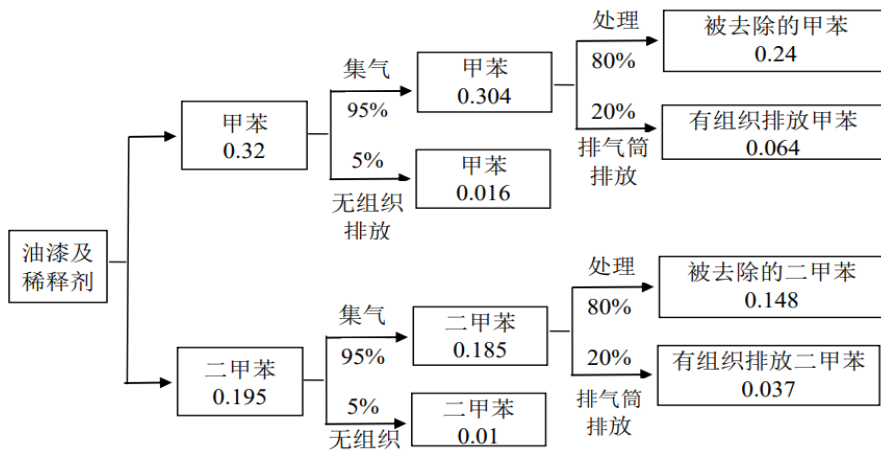 油漆及
稀释剂
甲苯
0.32
集气
95%
5%
无组织
排放
甲苯
0.304
甲苯
0.016
处理
80%
20%
排气筒
排放
被去除的甲苯
0.24
有组织排放甲苯
0.064
二甲苯
0.195
集气
95%
5%
无组织
二甲苯
0.185
二甲苯
0.01
处理
80%
20%
排气筒
排放
被去除的二甲苯
0.148
有组织排放二甲苯
0.037